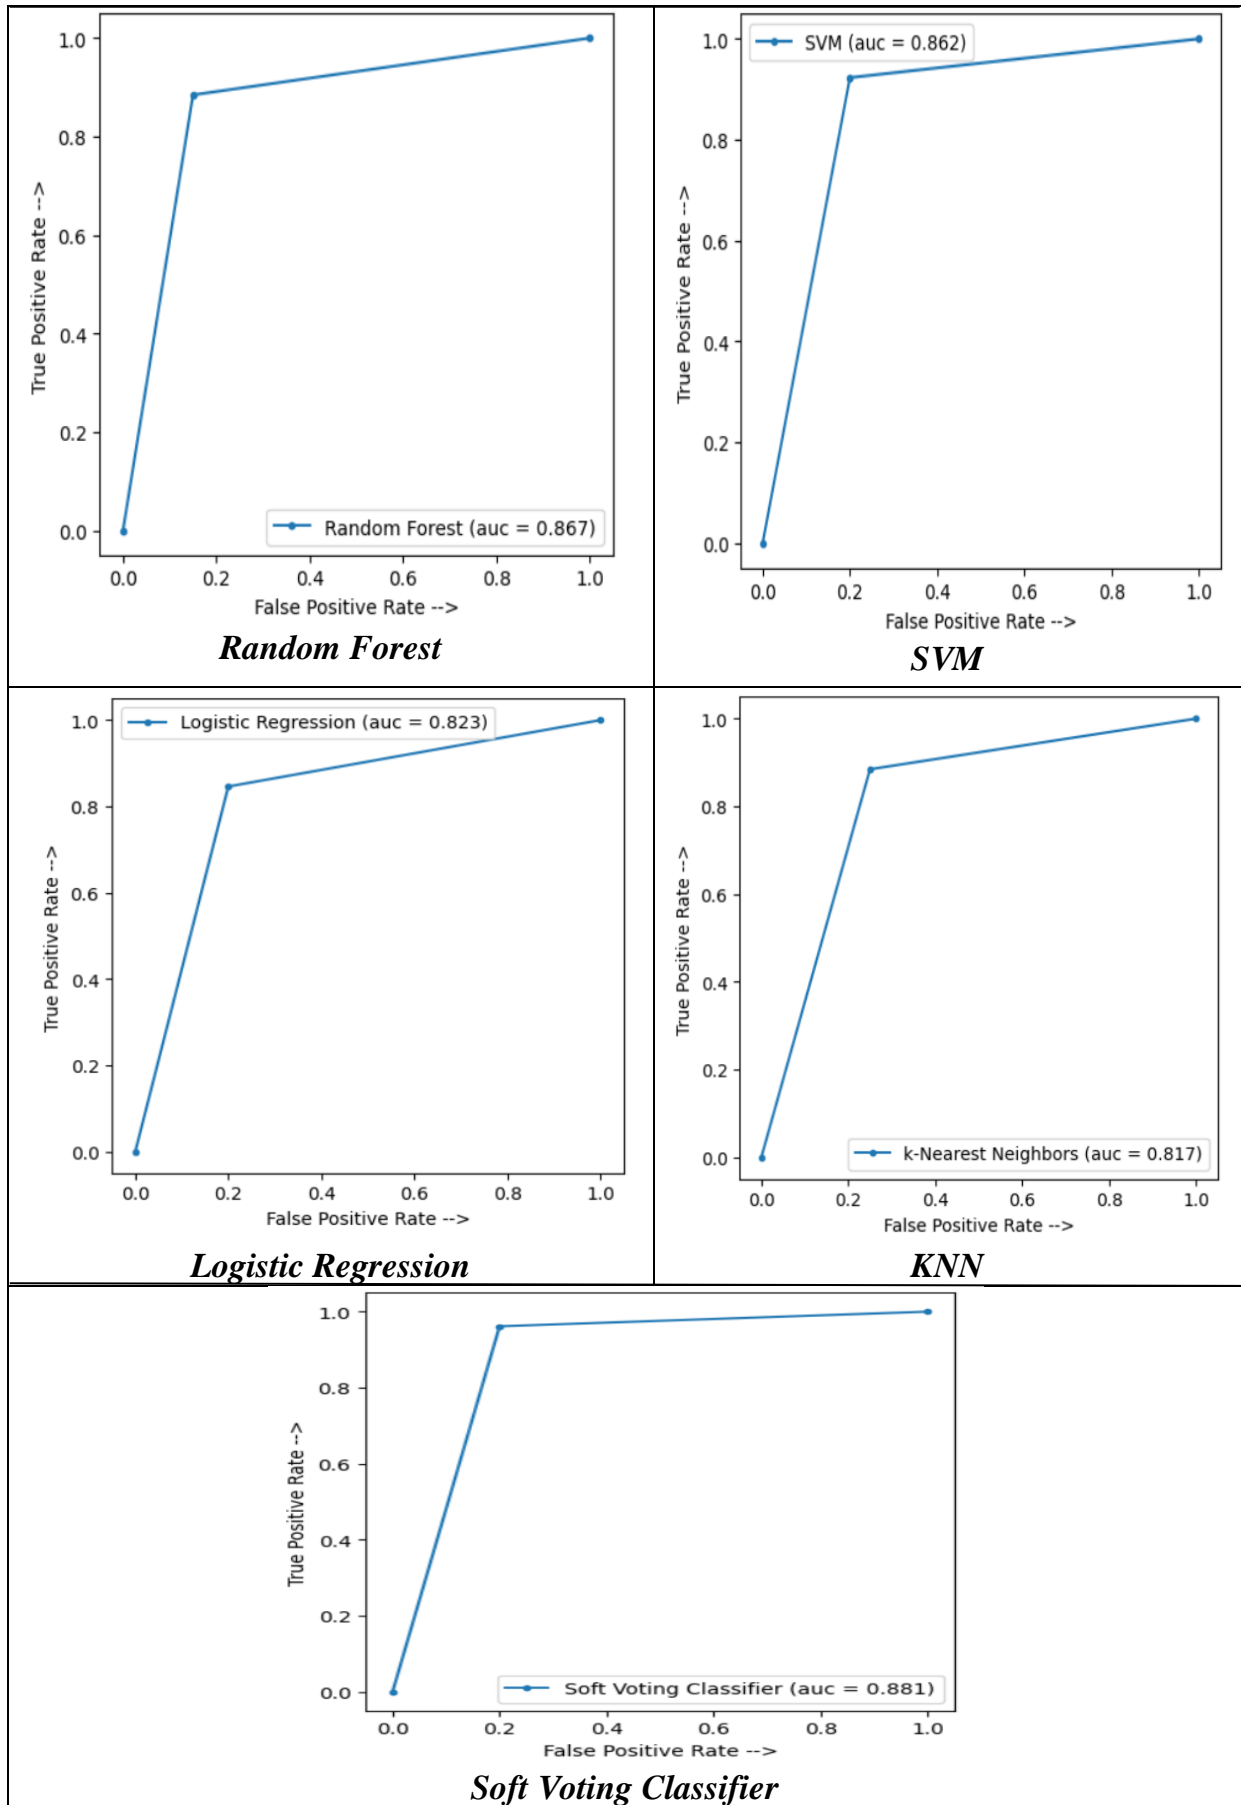 1.0
0.8
0.6
0.4
0.2
0.0
True Positive Rate -->
Random Forest (auc = 0.867)
0.0 0.2 0.4 0.6 0.8 1.0
False Positive Rate -->
Random Forest
1.0
0.8
0.6
0.4
0.2
0.0
True Positive Rate -->
SVM (auc = 0.862)
0.0 0.2 0.4 0.6 0.8 1.0
False Positive Rate -->
SVM
1.0
0.8
0.6
0.4
0.2
0.0
True Positive Rate -->
Logistic Regression (auc = 0.823)
0.0 0.2 0.4 0.6 0.8 1.0
False Positive Rate -->
Logistic Regression
1.0
0.8
0.6
0.4
0.2
0.0
True Positive Rate -->
k-Nearest Neighbors (auc = 0.817)
0.0 0.2 0.4 0.6 0.8 1.0
False Positive Rate -->
KNN
1.0
0.8
0.6
0.4
0.2
0.0
True Positive Rate -->
Soft Voting Classifier (auc = 0.881)
0.0 0.2 0.4 0.6 0.8 1.0
False Positive Rate -->
Soft Voting Classifier